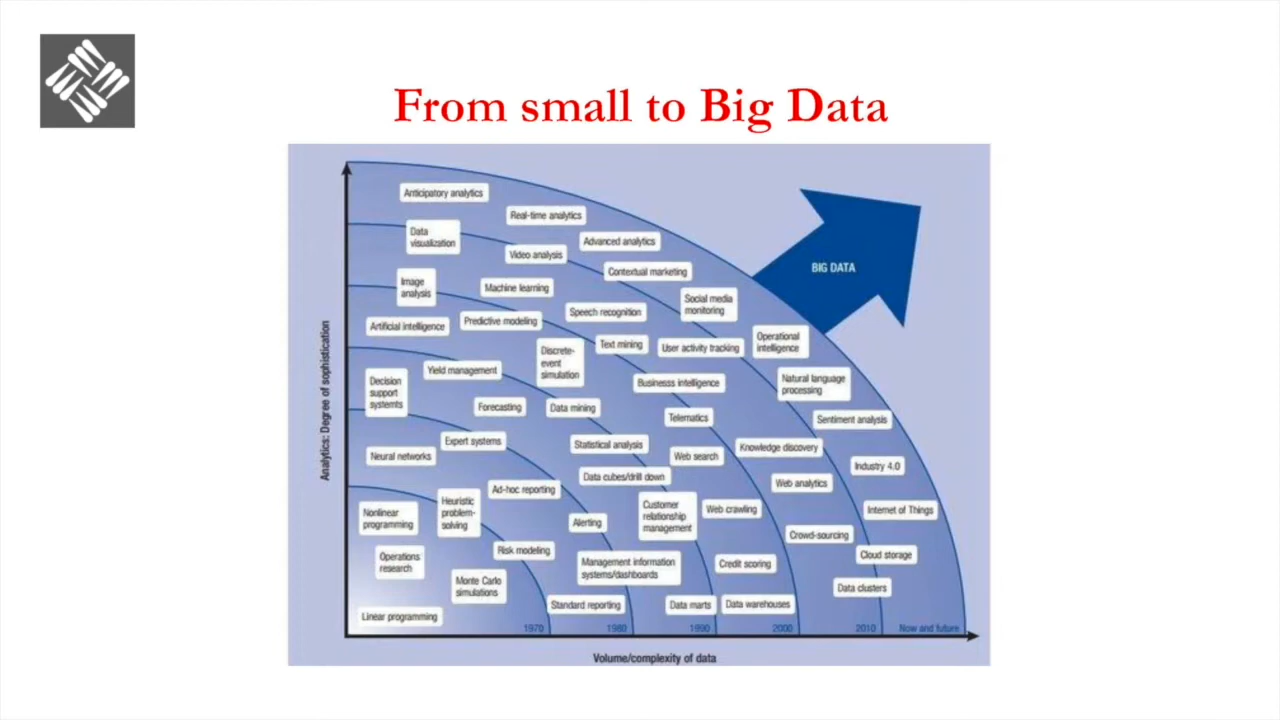 From small to Big Data
Anticipatory analytics
Real-time analytics
Data
visualization
Advanced analytics
Video analysis
Contextual marketing
BIG DATA
Image
analysis
Machine learning
Social media
monitoring
Speech recognition
Artificial intelligence
Predictive modeling
Operational
intelligence
Text mining
User activity tracking
Discrete-
event
simulation
Yield management
Businesss intelligence
Natural language
processing
Decision
support
systemts
Forecasting
Data mining
Telematics
Sentiment analysis
Expert systems
Statistical analysis
Knowledge discovery
Neural networks
Web search
Industry 4.0
Data cubes/drill down
Web analytics
Ad-hoc reporting
Heuristic
problem-
solving
Customer
relationship
management
Web crawling
Internet of Things
Nonlinear
programming
Alerting
Crowd-sourcing
Risk modeling
Cloud storage
Operations
research
Management information
systems/dashboards
Credit scoring
Monte Carlo
simulations
Data clusters
Standard reporting
Data marts
Data warehouses
Linear programming
1970
1980
1990
2000
2010
Now and future
Analytics: Degree of sophistication
Volume/complexity of data